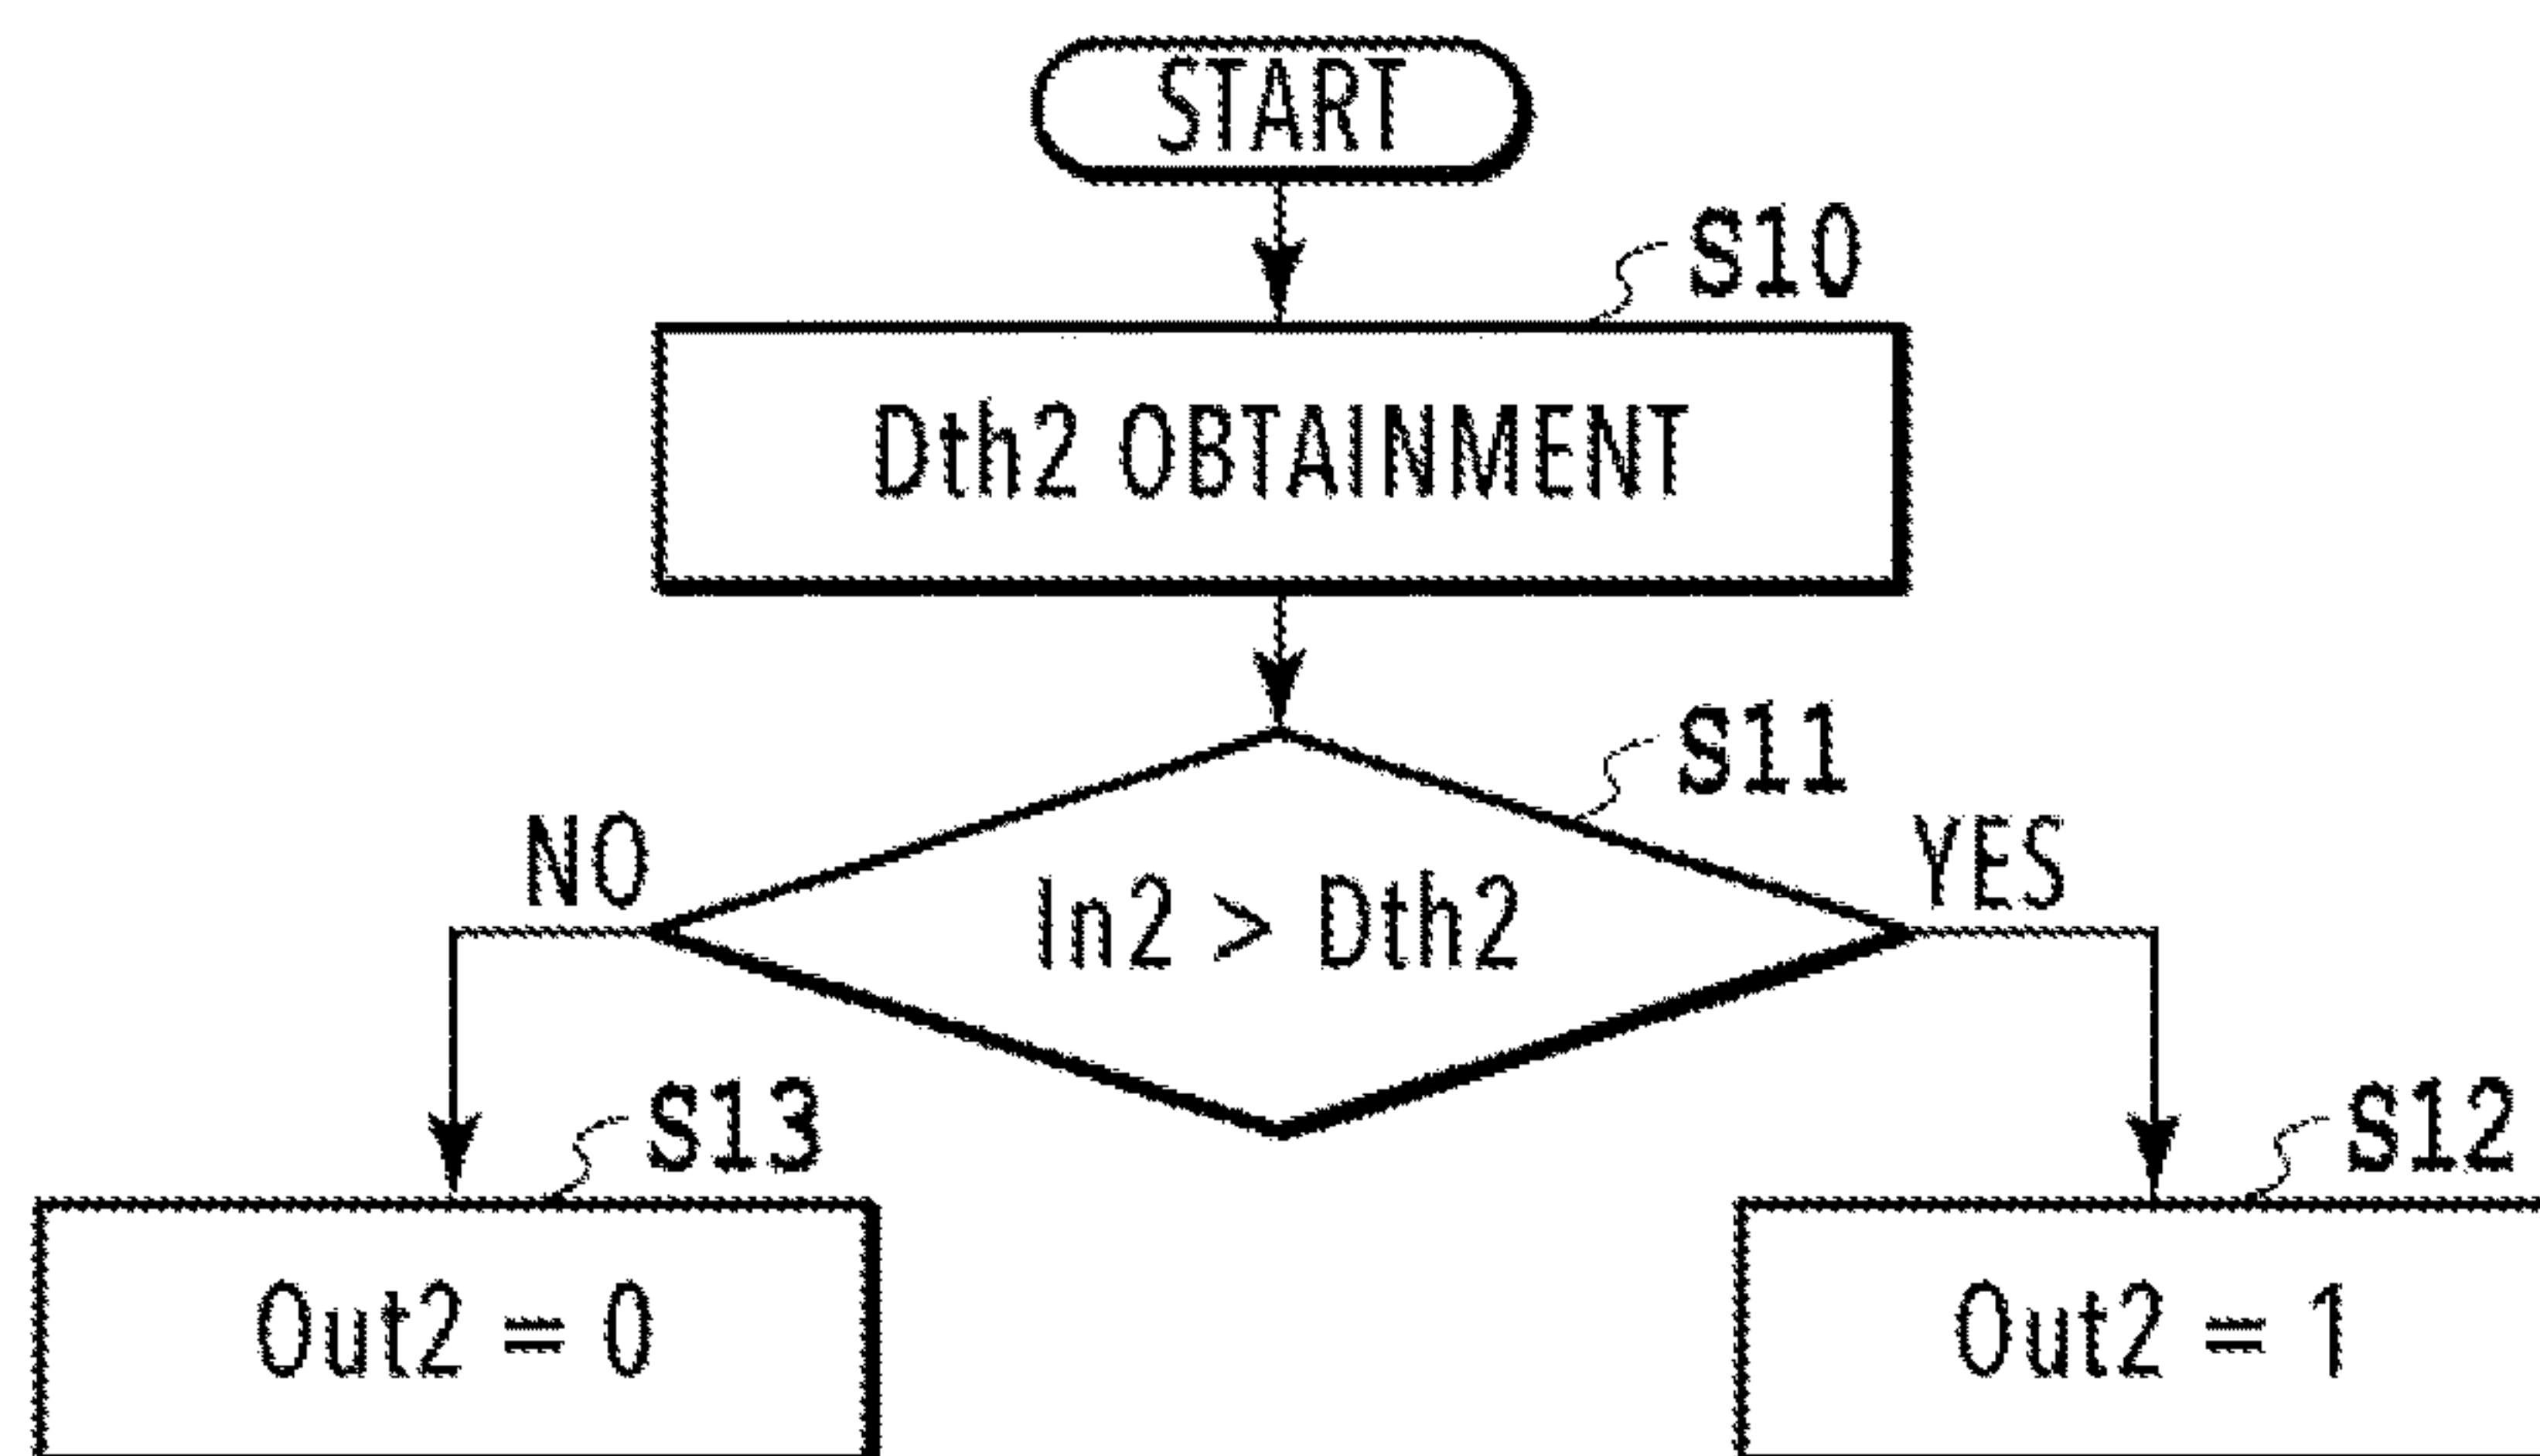 START
S10
Dth2 OBTAINMENT
S11
NO
YES
In2 > Dth2
S13
S12
Out2 = 0
Out2 = 1